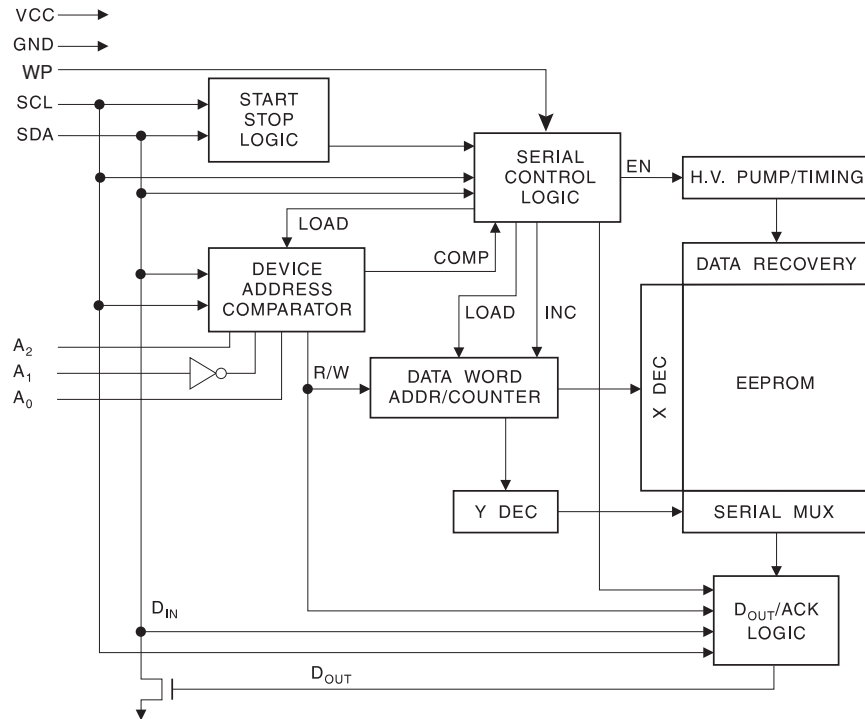 VCC
GND
WP
SCL
SDA
START
STOP
LOGIC
SERIAL
CONTROL
LOGIC
EN
H.V. PUMP/TIMING
LOAD
COMP
DEVICE
ADDRESS
COMPARATOR
DATA RECOVERY
LOAD
INC
A2
A1
A0
R/W
DATA WORD
ADDR/COUNTER
X DEC
EEPROM
Y DEC
SERIAL MUX
DIN
DOUT/ACK
LOGIC
DOUT